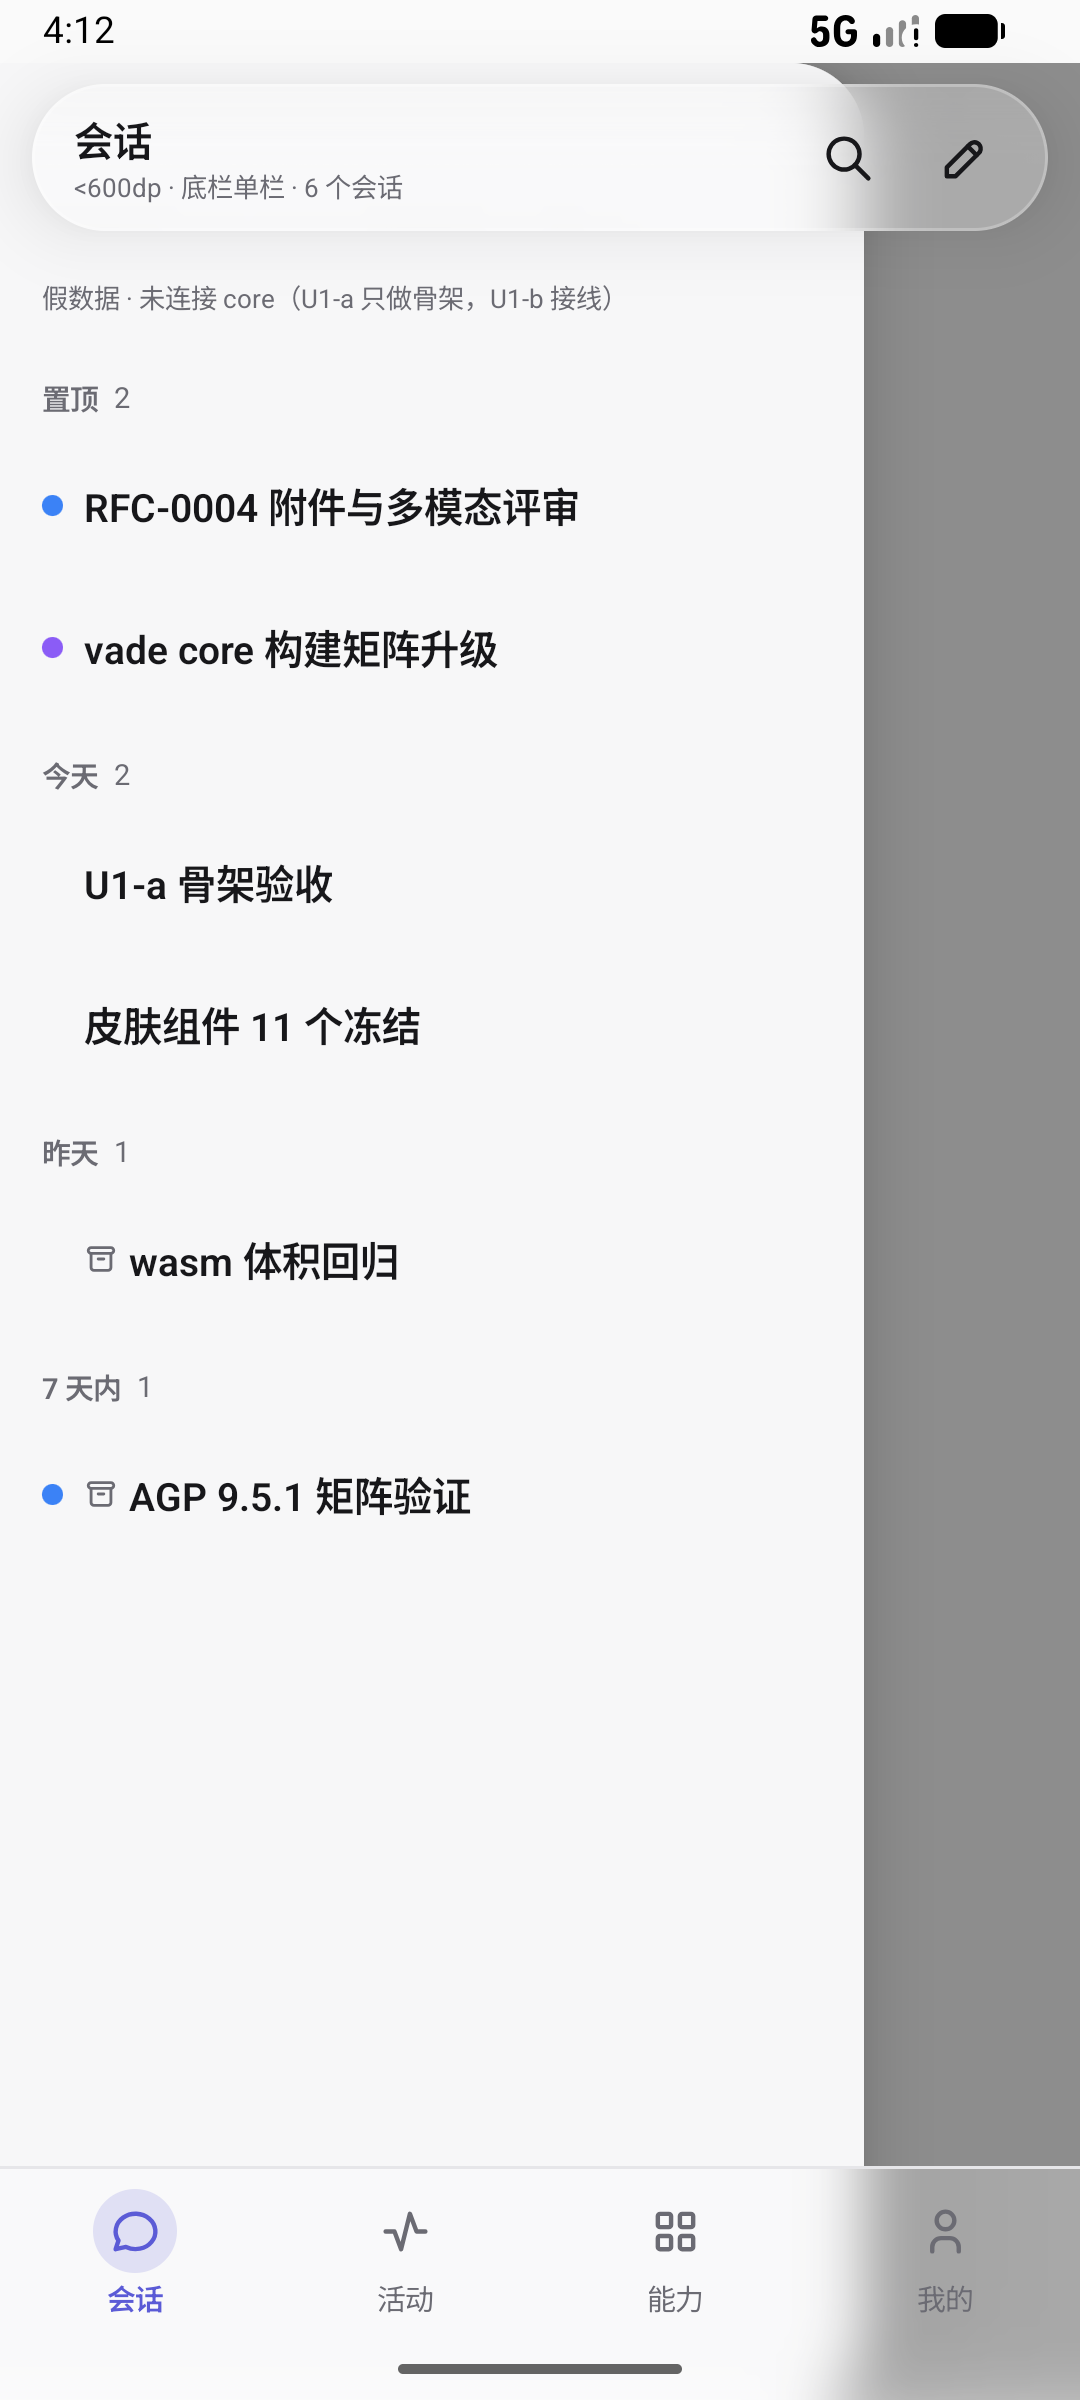 4:12
5G
会话
<600dp · 底栏单栏 · 6 个会话
假数据 · 未连接 core（U1-a 只做骨架，U1-b 接线）
置顶 2
RFC-0004 附件与多模态评审
vade core 构建矩阵升级
今天 2
U1-a 骨架验收
皮肤组件 11 个冻结
昨天 1
wasm 体积回归
7 天内 1
AGP 9.5.1 矩阵验证
会话
活动
能力
我的